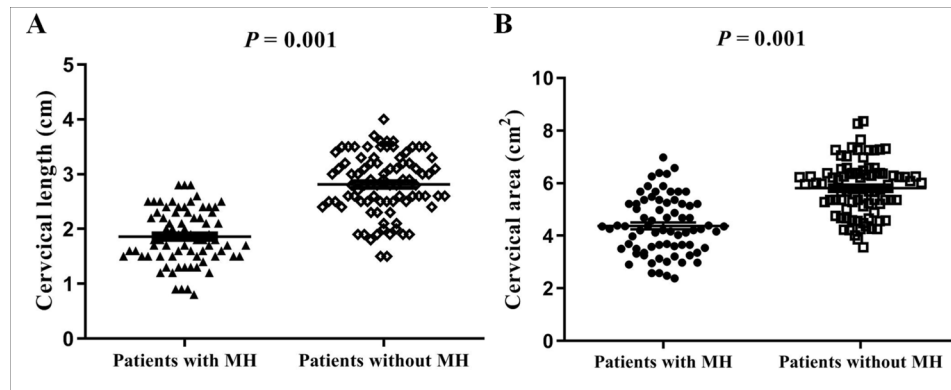 A
P = 0.001
Cervcical length (cm)
5
4
3
2
1
0
Patients with MH
Patients without MH
B
P = 0.001
Cervcical area (cm²)
10
8
6
4
2
0
Patients with MH
Patients without MH